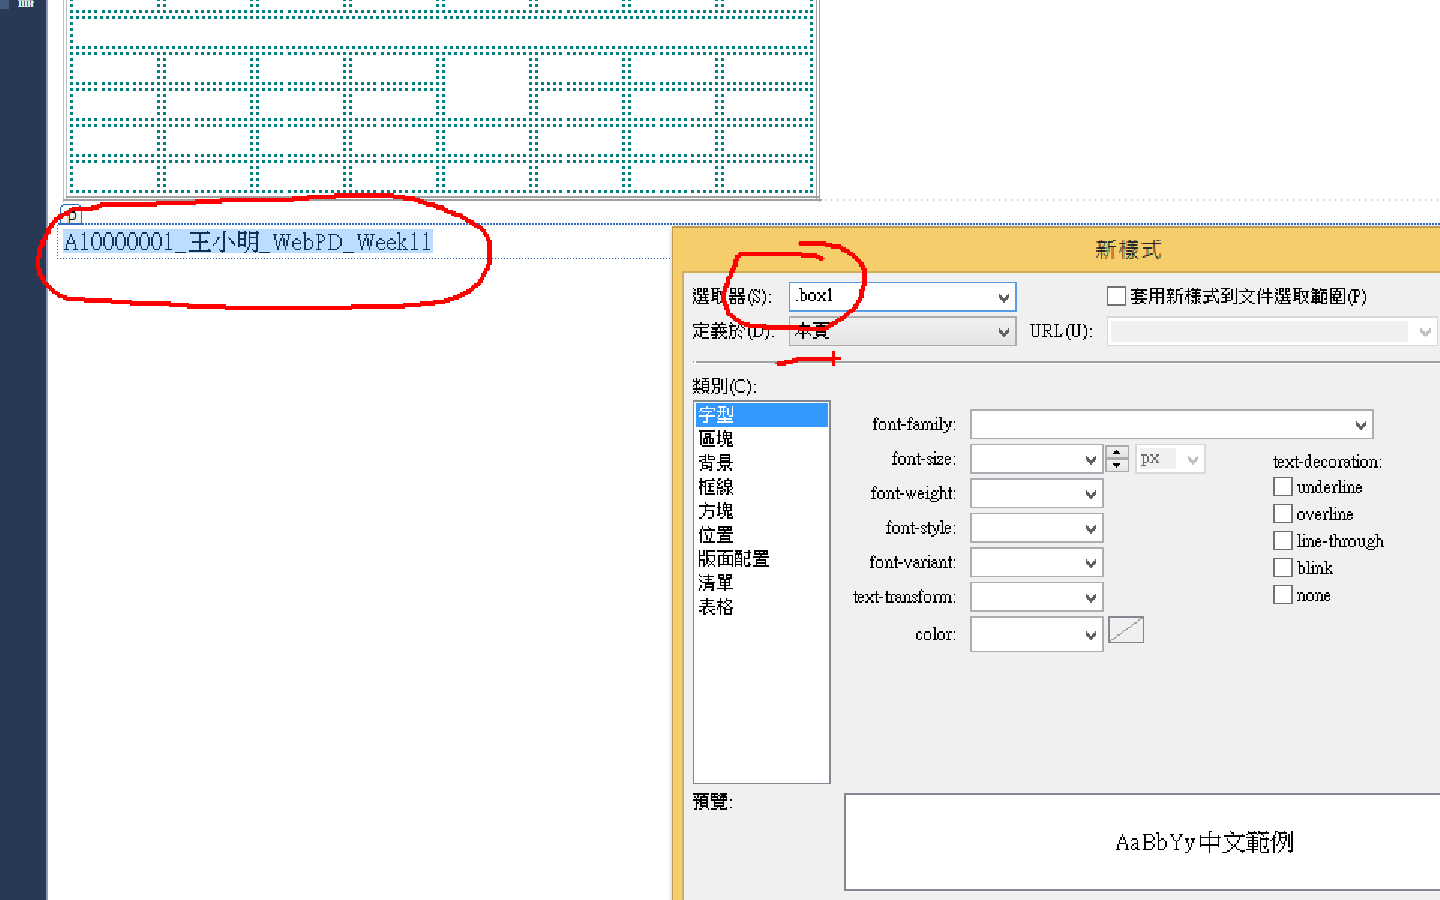 p
A10000001_王小明_WebPD_Week11
新樣式
選取器(S): .box1 套用新樣式到文件選取範圍(P)
定義於(D): 本頁 URL(U):
類別(C):
字型
區塊
背景
框線
方塊
位置
版面配置
清單
表格
font-family:
font-size: px
font-weight:
font-style:
font-variant:
text-transform:
color:
text-decoration:
underline
overline
line-through
blink
none
預覽:
AaBbYy中文範例